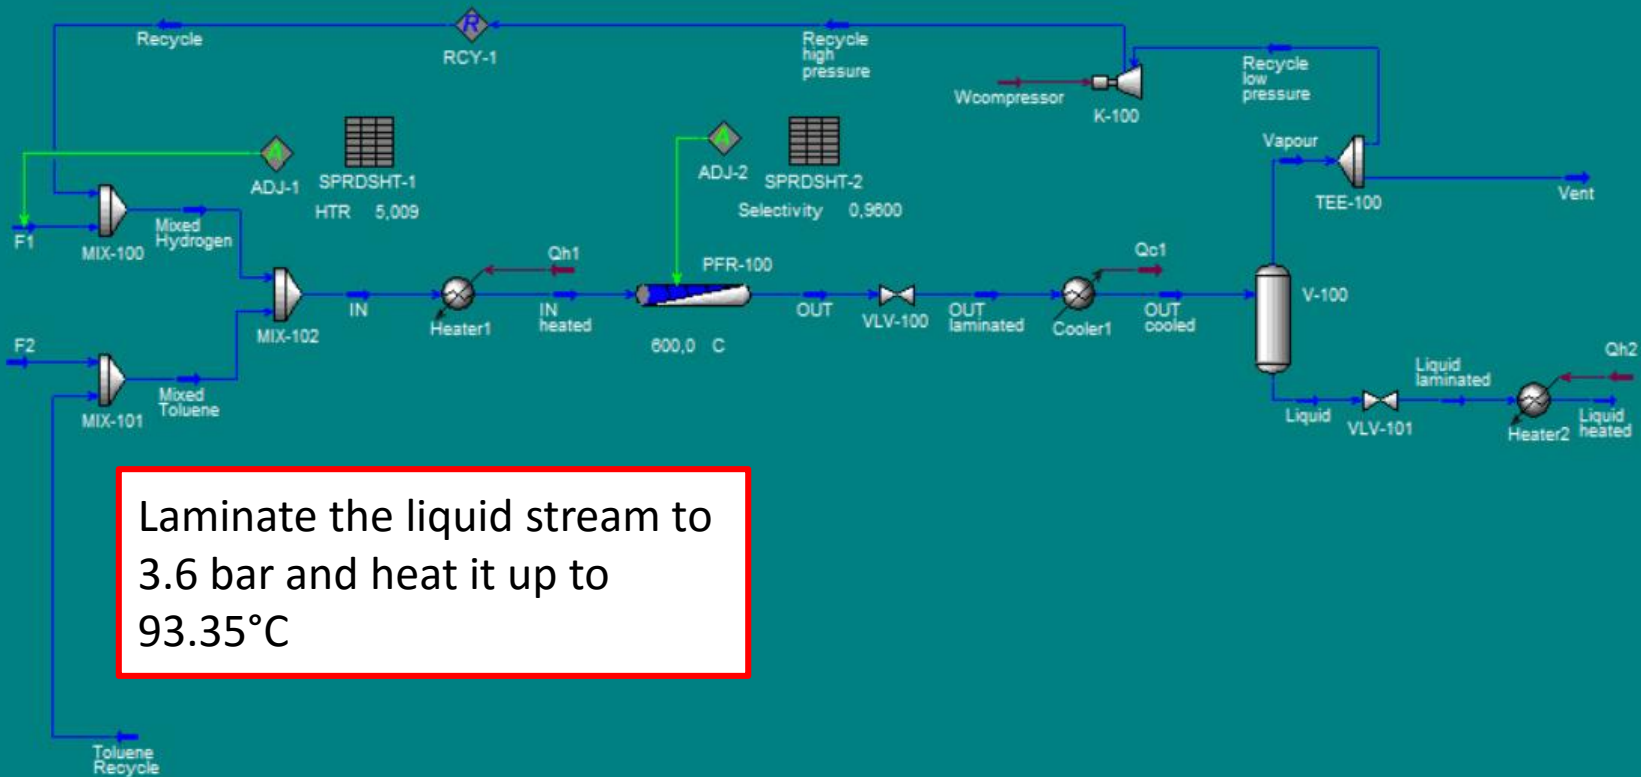 Recycle
R
RCY-1
Recycle
high
pressure
Recycle
low
pressure
Wcompressor
K-100
A
ADJ-1
SPRDSHT-1
HTR 5,009
A
ADJ-2
SPRDSHT-2
Selectivity 0,9600
Vapour
TEE-100
Vent
F1
MIX-100
Mixed
Hydrogen
Qh1
PFR-100
Qc1
V-100
MIX-102
IN
Heater1
IN
heated
600,0 C
OUT
VLV-100
OUT
laminated
Cooler1
OUT
cooled
F2
MIX-101
Mixed
Toluene
Qh2
Liquid
VLV-101
Liquid
laminated
Heater2
Liquid
heated
Laminate the liquid stream to
3.6 bar and heat it up to
93.35°C
Toluene
Recycle